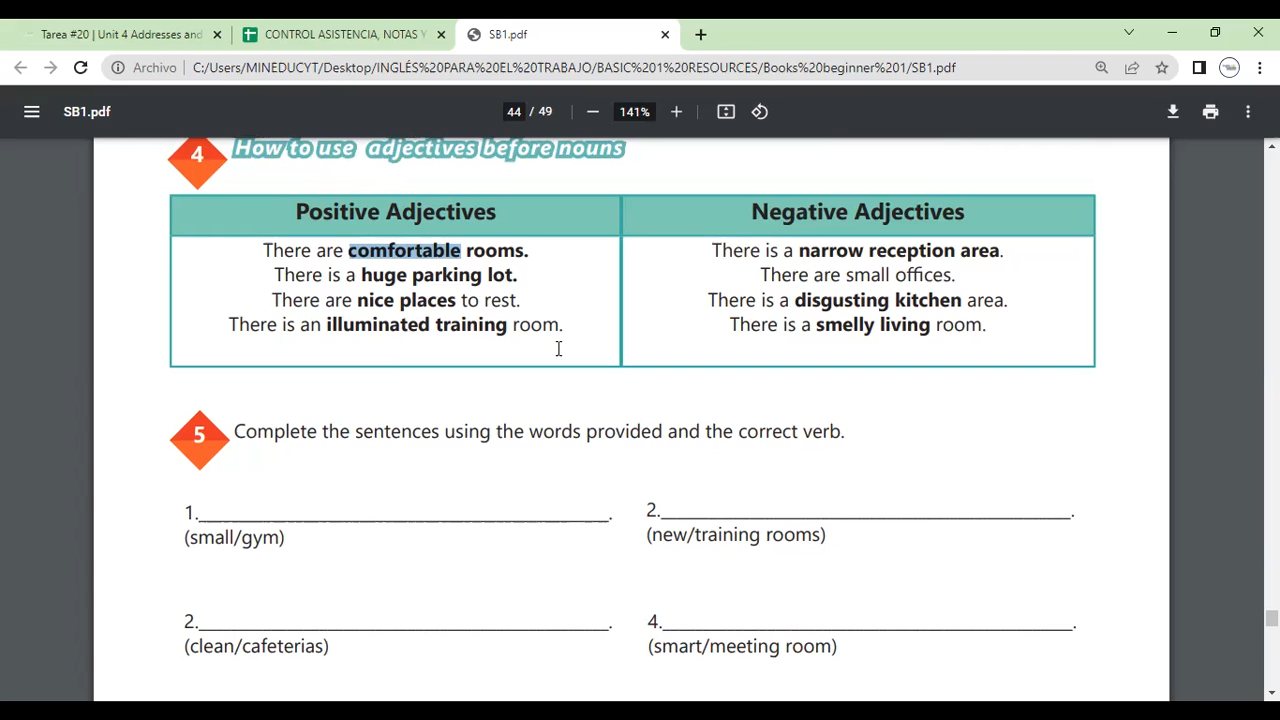 Tarea #20 | Unit 4 Addresses and
CONTROL ASISTENCIA, NOTAS Y
SB1.pdf
Archivo
C:/Users/MINEDUCYT/Desktop/INGLÉS%20PARA%20EL%20TRABAJO/BASIC%201%20RESOURCES/Books%20beginner%201/SB1.pdf
SB1.pdf
44 / 49
141%
4
How to use adjectives before nouns
Positive Adjectives
There are comfortable rooms.
There is a huge parking lot.
There are nice places to rest.
There is an illuminated training room.
Negative Adjectives
There is a narrow reception area.
There are small offices.
There is a disgusting kitchen area.
There is a smelly living room.
5
Complete the sentences using the words provided and the correct verb.
1.________________________________________.
(small/gym)
2.________________________________________.
(new/training rooms)
2.________________________________________.
(clean/cafeterias)
4.________________________________________.
(smart/meeting room)